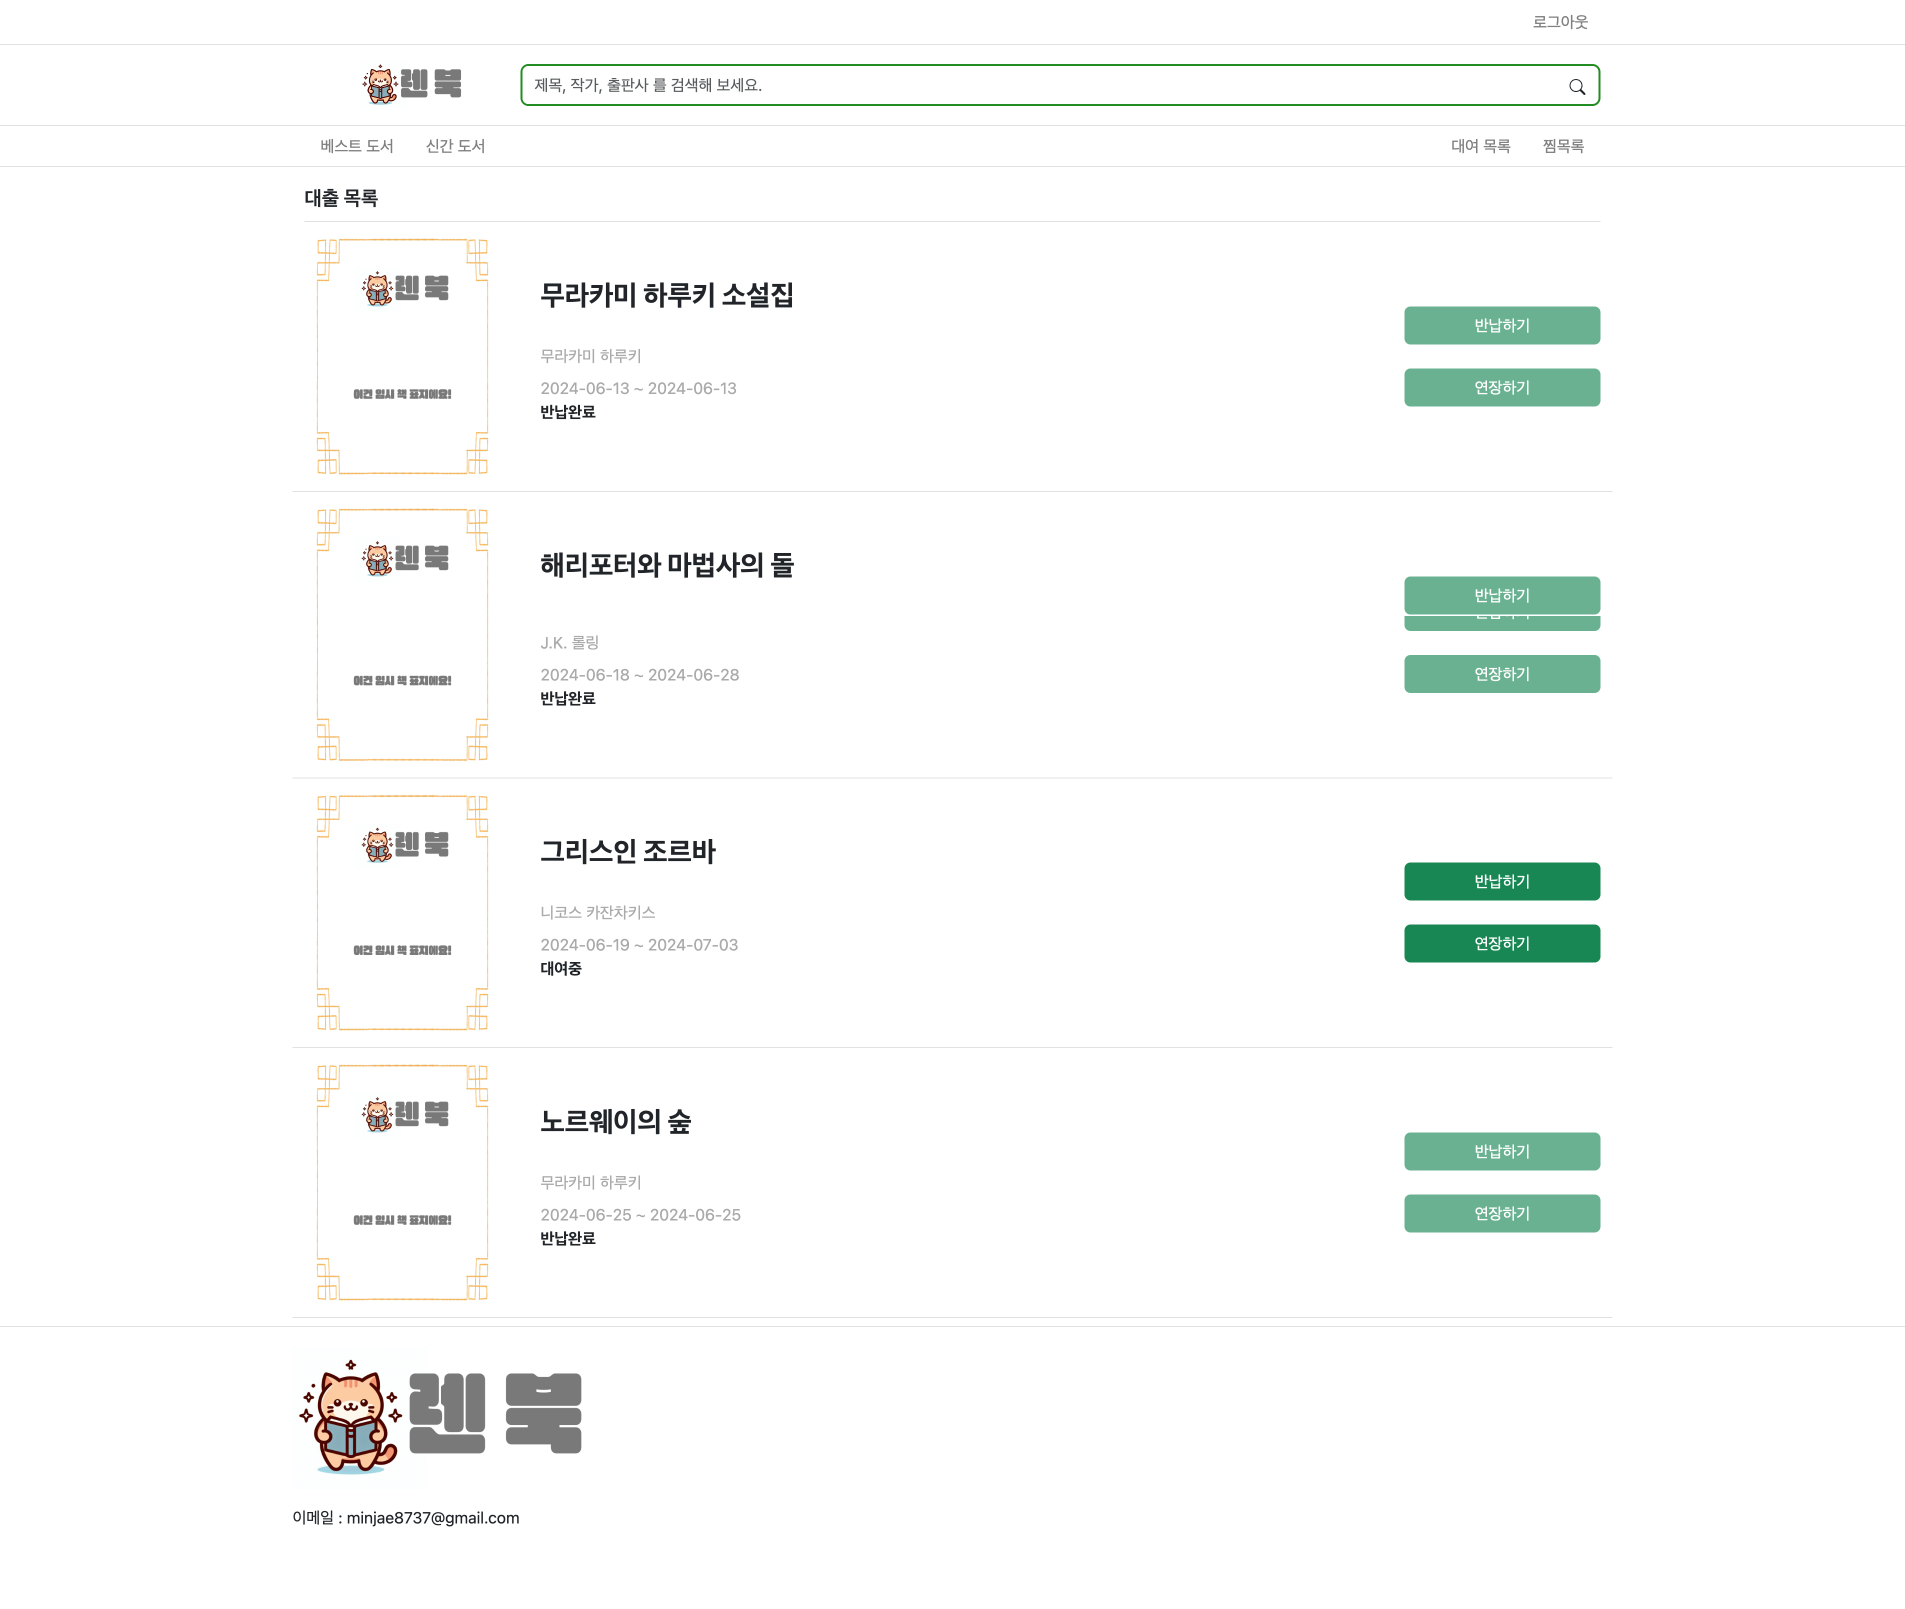 로그아웃
렌 북
제목, 작가, 출판사 를 검색해 보세요.
베스트 도서 신간 도서 대여 목록 찜목록
대출 목록
렌 북
이건 임시 책 표지에요!
무라카미 하루키 소설집
무라카미 하루키
2024-06-13 ~ 2024-06-13
반납완료
반납하기
연장하기
렌 북
이건 임시 책 표지에요!
해리포터와 마법사의 돌
J.K. 롤링
2024-06-18 ~ 2024-06-28
반납완료
반납하기
연장하기
렌 북
이건 임시 책 표지에요!
그리스인 조르바
니코스 카잔차키스
2024-06-19 ~ 2024-07-03
대여중
반납하기
연장하기
렌 북
이건 임시 책 표지에요!
노르웨이의 숲
무라카미 하루키
2024-06-25 ~ 2024-06-25
반납완료
반납하기
연장하기
렌 북
이메일 : minjae8737@gmail.com